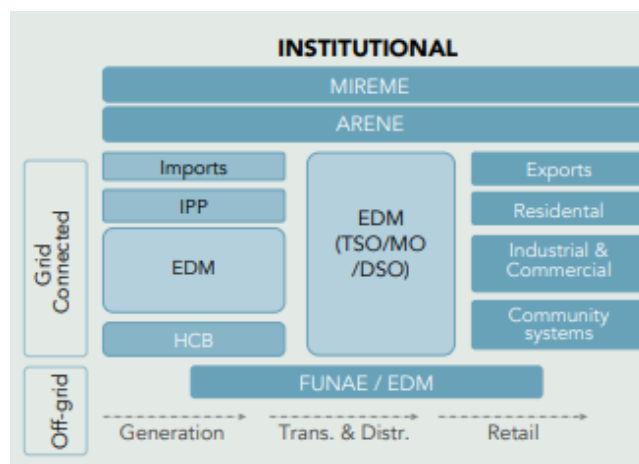 INSTITUTIONAL
MIREME
ARENE
Grid
Connected
Imports
IPP
EDM
HCB
EDM
(TSO/MO
/DSO)
Exports
Residental
Industrial &
Commercial
Community
systems
Off-grid
FUNAE / EDM
Generation
Trans. & Distr.
Retail